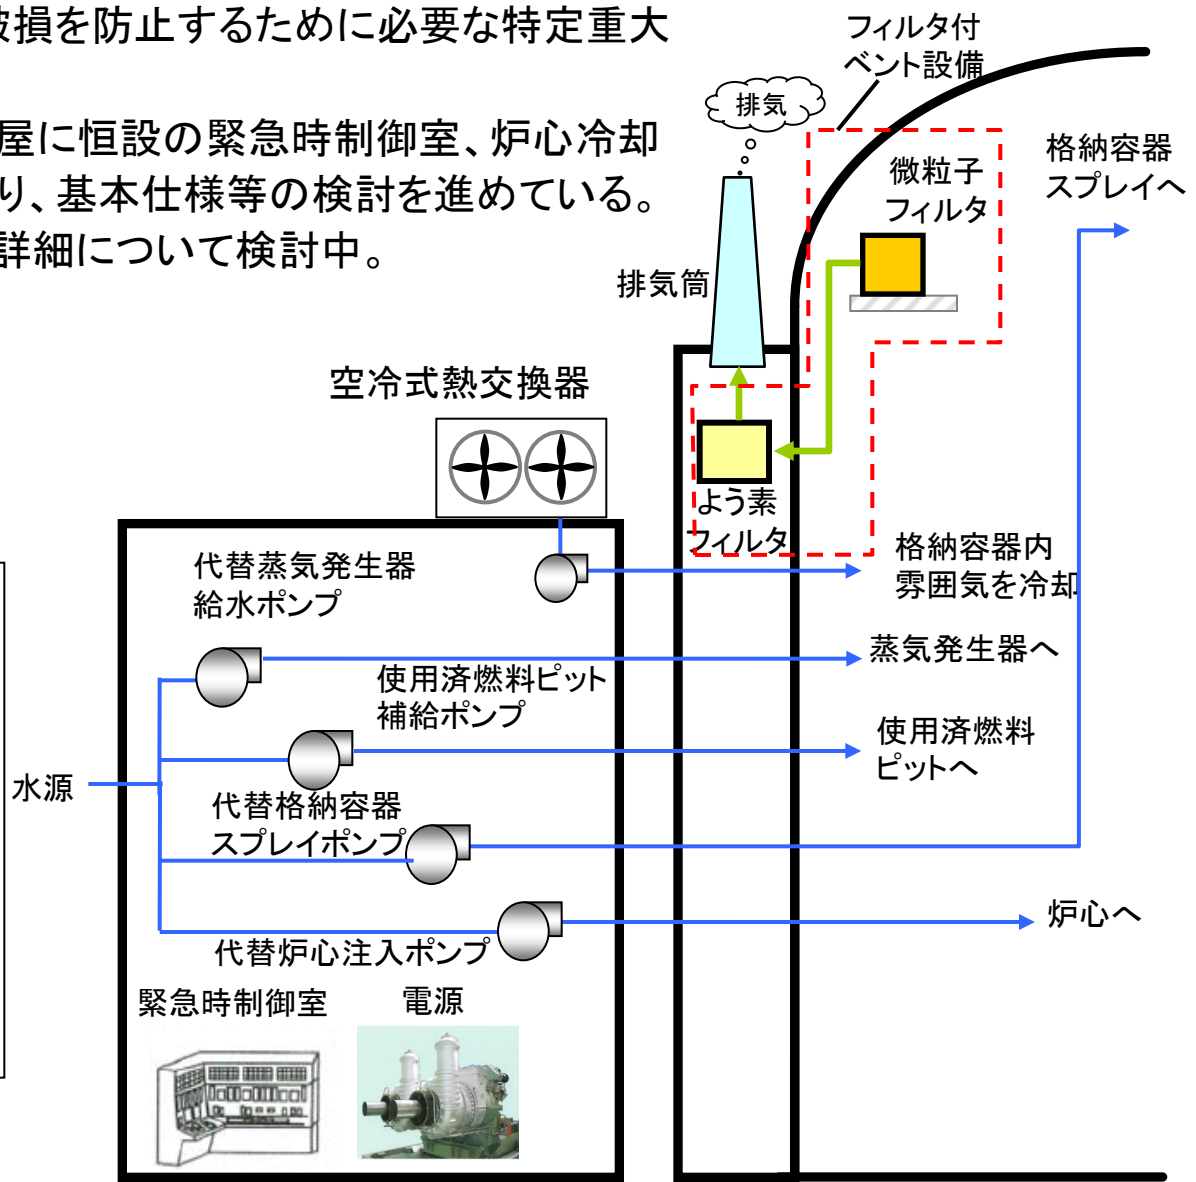 破損を防止するために必要な特定重大
屋に恒設の緊急時制御室、炉心冷却
り、基本仕様等の検討を進めている。
詳細について検討中。
フィルタ付
ベント設備
排気
微粒子
フィルタ
格納容器
スプレイへ
排気筒
空冷式熱交換器
よう素
フィルタ
格納容器内
雰囲気を冷却
代替蒸気発生器
給水ポンプ
蒸気発生器へ
使用済燃料ピット
補給ポンプ
使用済燃料
ピットへ
水源
代替格納容器
スプレイポンプ
炉心へ
代替炉心注入ポンプ
緊急時制御室
電源